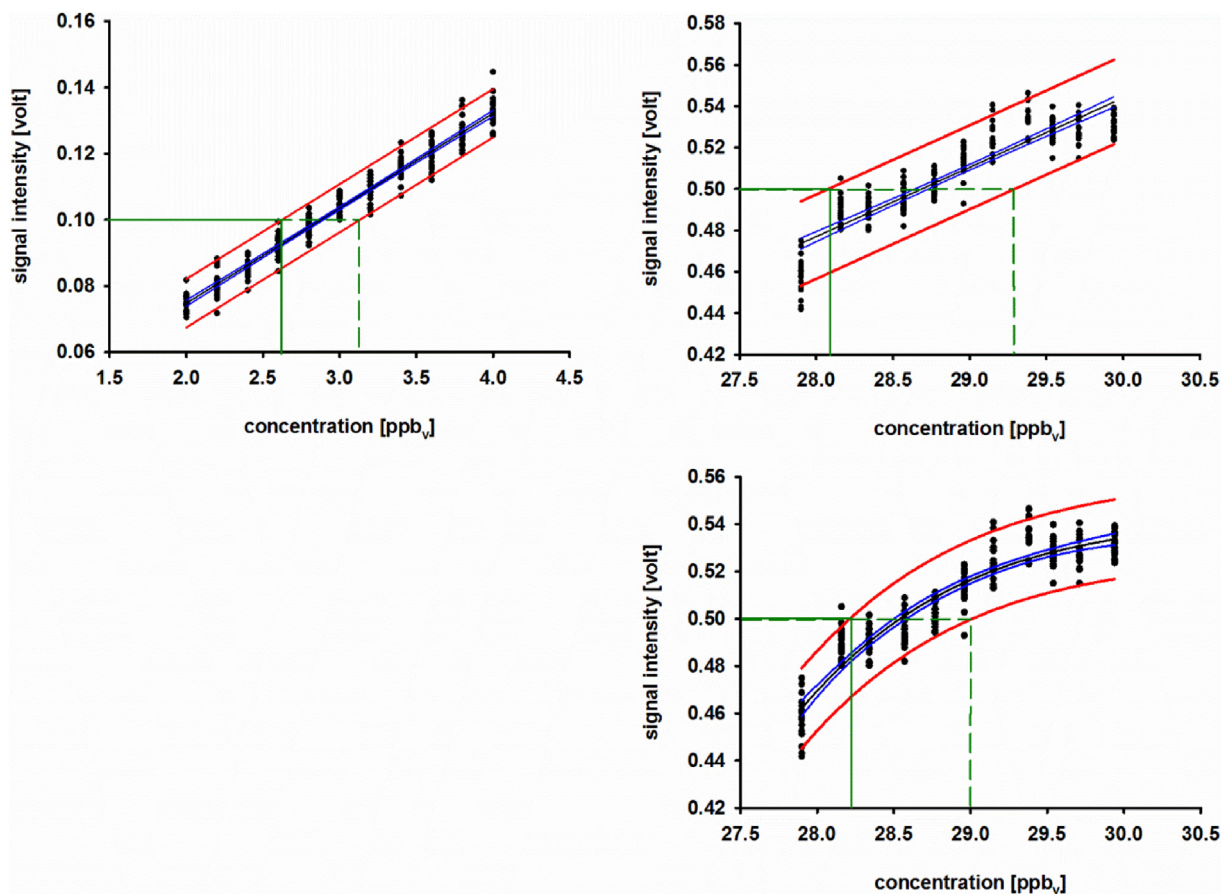 signal intensity [volt]
0.16
0.14
0.12
0.10
0.08
0.06
1.5 2.0 2.5 3.0 3.5 4.0 4.5
concentration [ppbv]
signal intensity [volt]
0.58
0.56
0.54
0.52
0.50
0.48
0.46
0.44
0.42
27.5 28.0 28.5 29.0 29.5 30.0 30.5
concentration [ppbv]
signal intensity [volt]
0.56
0.54
0.52
0.50
0.48
0.46
0.44
0.42
27.5 28.0 28.5 29.0 29.5 30.0 30.5
concentration [ppbv]